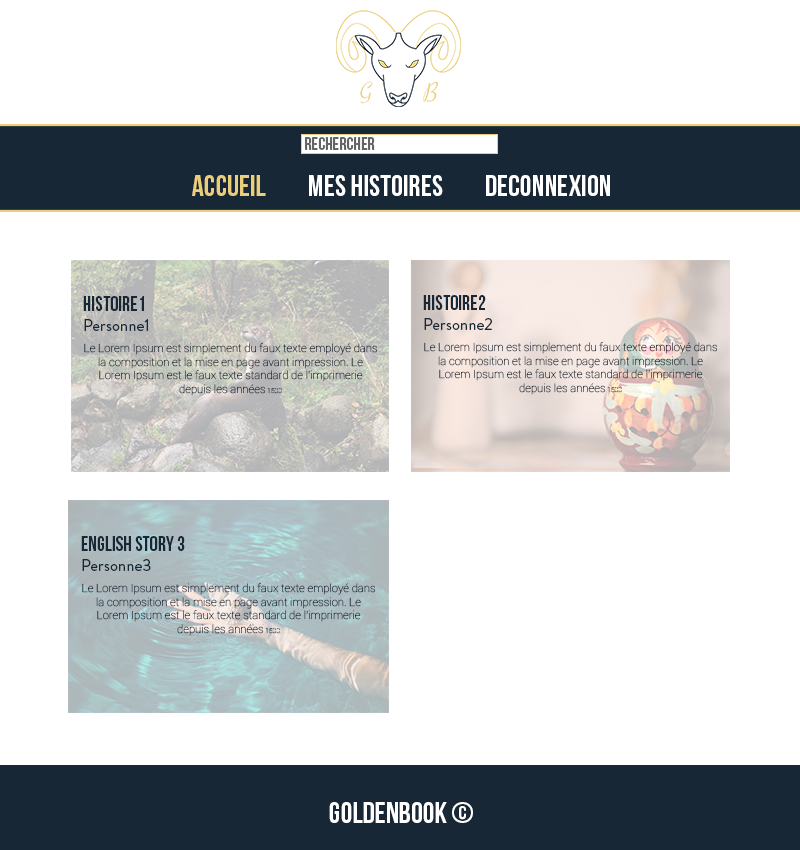 G B
RECHERCHER
ACCUEIL MES HISTOIRES DECONNEXION
HISTOIRE1
Personne1
Le Lorem Ipsum est simplement du faux texte employé dans
la composition et la mise en page avant impression. Le
Lorem Ipsum est le faux texte standard de l'imprimerie
depuis les années 1500
HISTOIRE2
Personne2
Le Lorem Ipsum est simplement du faux texte employé dans
la composition et la mise en page avant impression. Le
Lorem Ipsum est le faux texte standard de l'imprimerie
depuis les années 1500
ENGLISH STORY 3
Personne3
Le Lorem Ipsum est simplement du faux texte employé dans
la composition et la mise en page avant impression. Le
Lorem Ipsum est le faux texte standard de l'imprimerie
depuis les années 1500
GOLDENBOOK ©